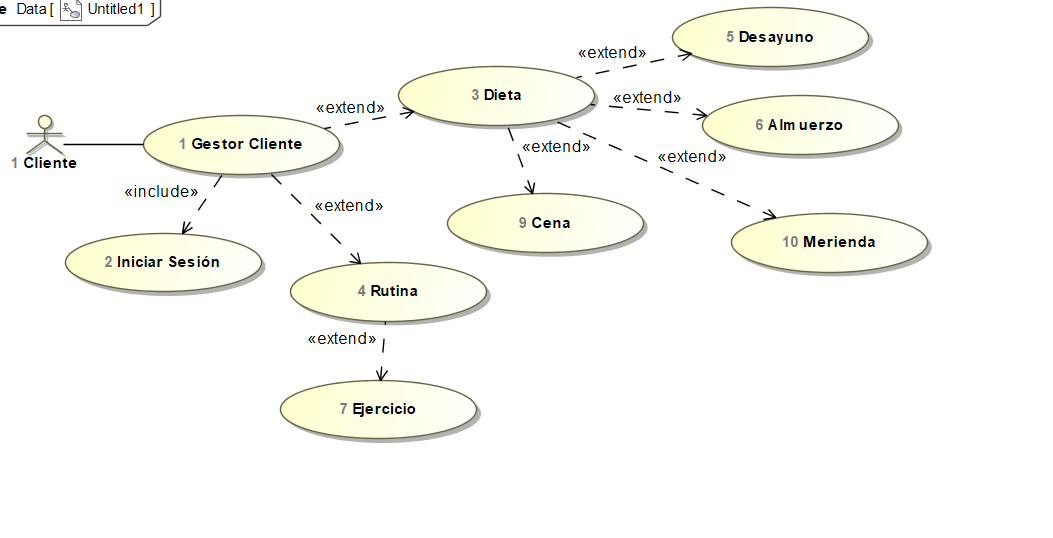 e Data [ Untitled1 ]
5 Desayuno
«extend»
3 Dieta
«extend»
«extend»
6 Almuerzo
1 Gestor Cliente
1 Cliente
«extend»
«extend»
«include»
«extend»
9 Cena
10 Merienda
2 Iniciar Sesión
4 Rutina
«extend»
7 Ejercicio